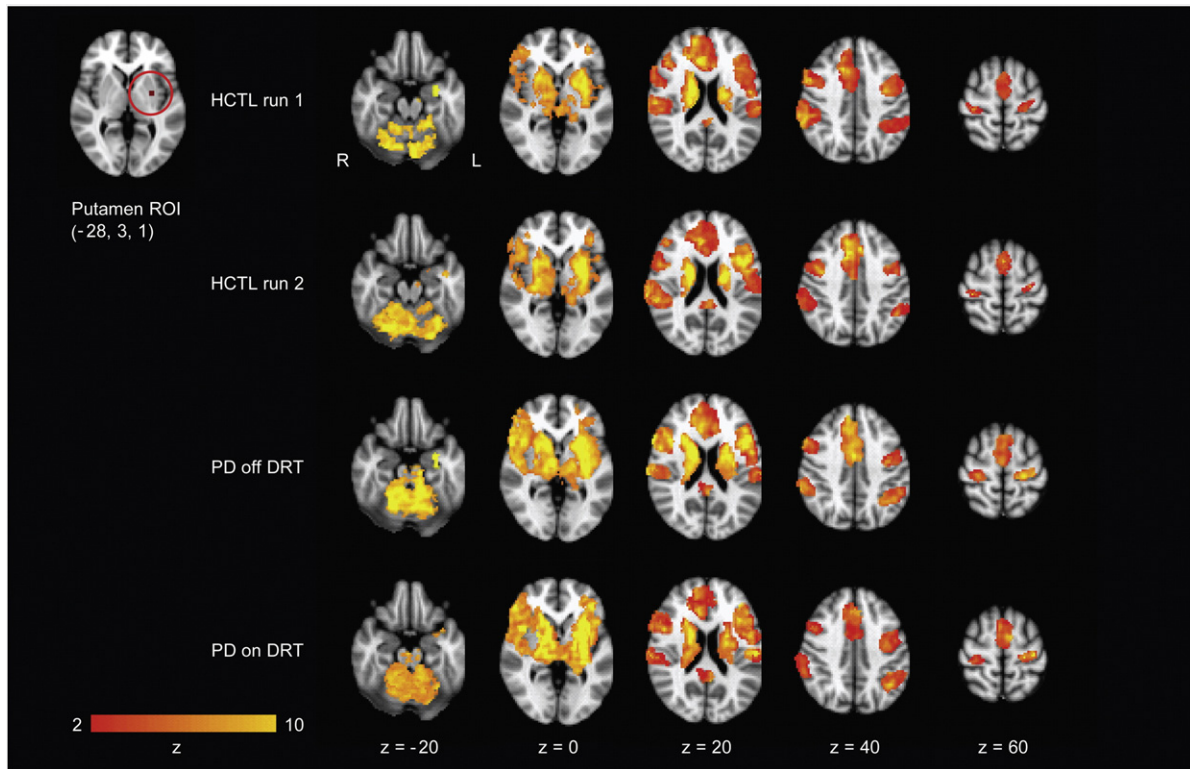 HCTL run 1
R
L
Putamen ROI
(-28, 3, 1)
HCTL run 2
PD off DRT
PD on DRT
2
10
z
z = -20
z = 0
z = 20
z = 40
z = 60